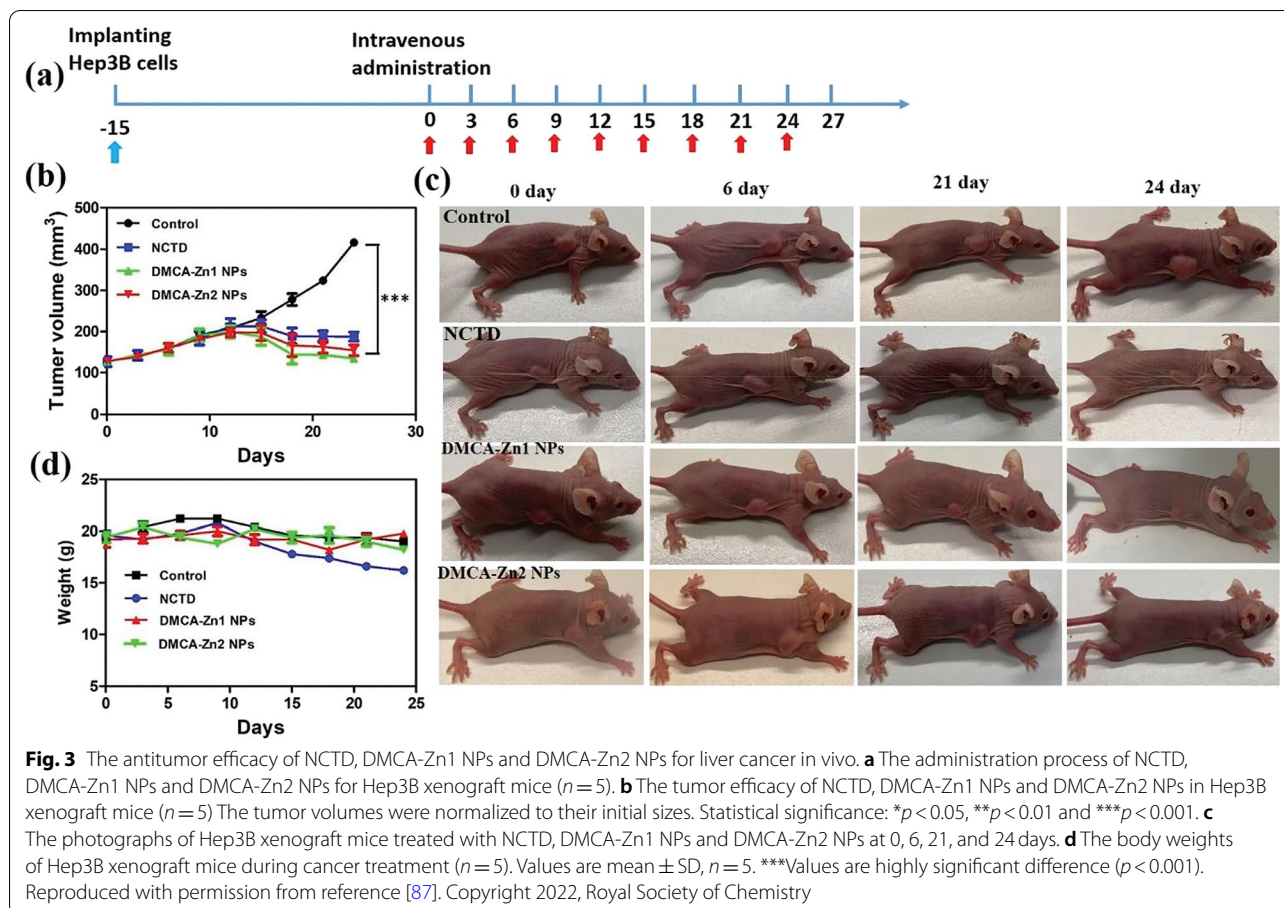 Implanting
Hep3B cells
Intravenous
administration
(a)
-15 0 3 6 9 12 15 18 21 24 27
(b)
Tumer volume (mm³)
500
400
300
200
100
0
Control
NCTD
DMCA-Zn1 NPs
DMCA-Zn2 NPs
***
0 10 20 30
Days
(c)
0 day 6 day 21 day 24 day
Control
NCTD
DMCA-Zn1 NPs
DMCA-Zn2 NPs
(d)
Weight (g)
25
20
15
10
5
Control
NCTD
DMCA-Zn1 NPs
DMCA-Zn2 NPs
0 5 10 15 20 25
Days
Fig. 3 The antitumor efficacy of NCTD, DMCA-Zn1 NPs and DMCA-Zn2 NPs for liver cancer in vivo. a The administration process of NCTD,
DMCA-Zn1 NPs and DMCA-Zn2 NPs for Hep3B xenograft mice (n = 5). b The tumor efficacy of NCTD, DMCA-Zn1 NPs and DMCA-Zn2 NPs in Hep3B
xenograft mice (n = 5) The tumor volumes were normalized to their initial sizes. Statistical significance: *p < 0.05, **p < 0.01 and ***p < 0.001. c
The photographs of Hep3B xenograft mice treated with NCTD, DMCA-Zn1 NPs and DMCA-Zn2 NPs at 0, 6, 21, and 24 days. d The body weights
of Hep3B xenograft mice during cancer treatment (n = 5). Values are mean ± SD, n = 5. ***Values are highly significant difference (p < 0.001).
Reproduced with permission from reference [87]. Copyright 2022, Royal Society of Chemistry